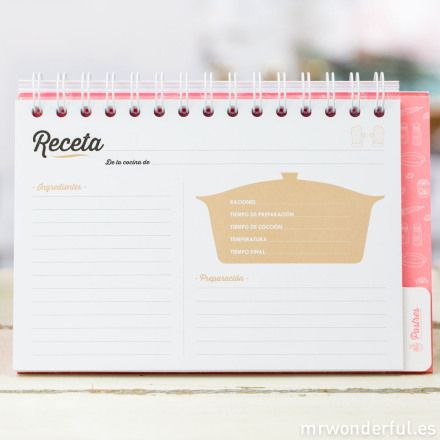 Receta
De la cocina de
- Ingredientes -
RACIONES
TIEMPO DE PREPARACIÓN
TIEMPO DE COCCIÓN
TEMPERATURA
TIEMPO FINAL
- Preparación -
Postres
mrwonderful.es